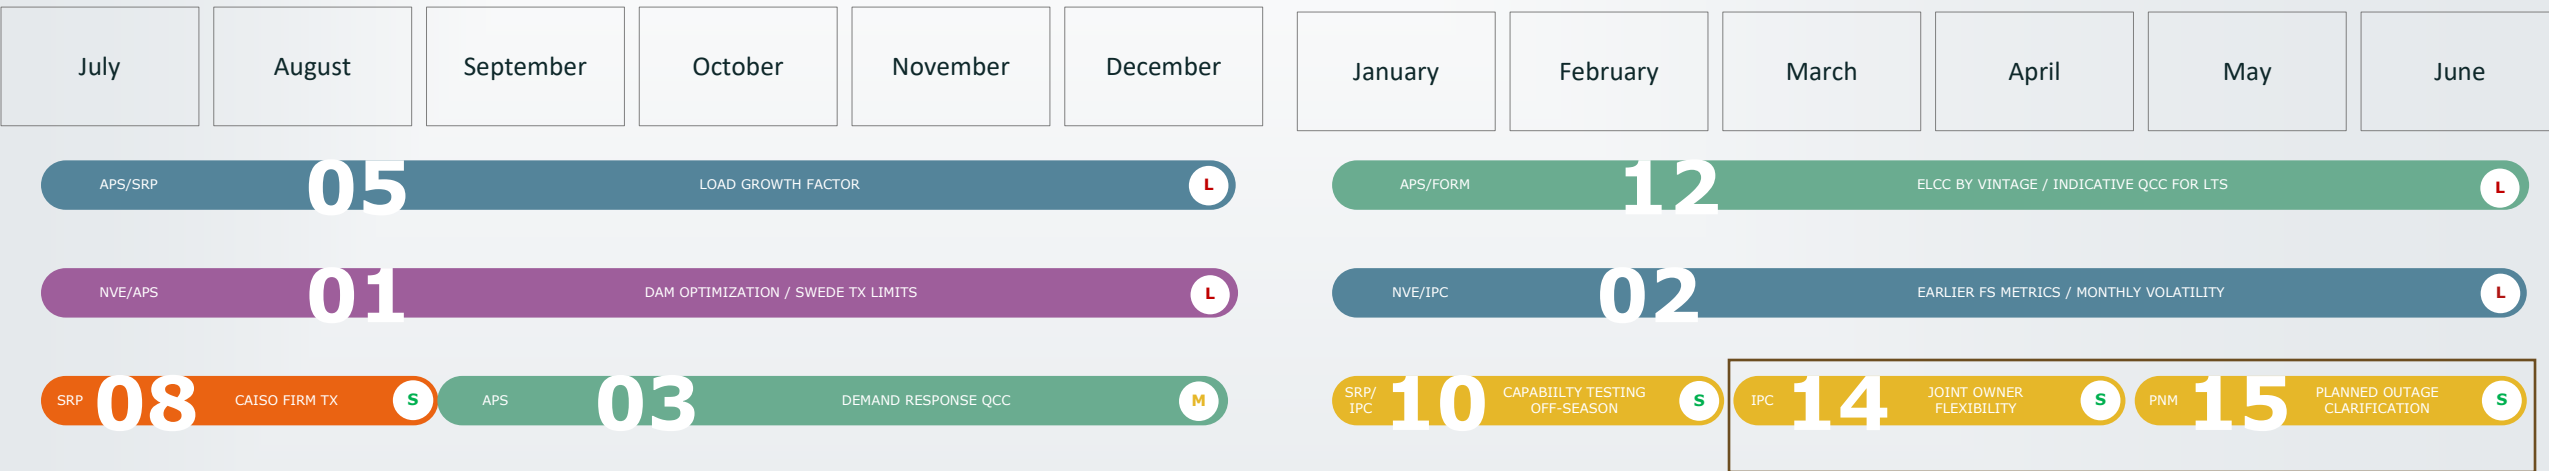 July
August
September
October
November
December
January
February
March
April
May
June
APS/SRP
05
LOAD GROWTH FACTOR
L
APS/FORM
12
ELCC BY VINTAGE / INDICATIVE QCC FOR LTS
L
NVE/APS
01
DAM OPTIMIZATION / SWEDE TX LIMITS
L
NVE/IPC
02
EARLIER FS METRICS / MONTHLY VOLATILITY
L
SRP
08
CAISO FIRM TX
S
APS
03
DEMAND RESPONSE QCC
M
SRP/
IPC
10
CAPABIILTY TESTING
OFF-SEASON
S
IPC
14
JOINT OWNER
FLEXIBILITY
S
PNM
15
PLANNED OUTAGE
CLARIFICATION
S